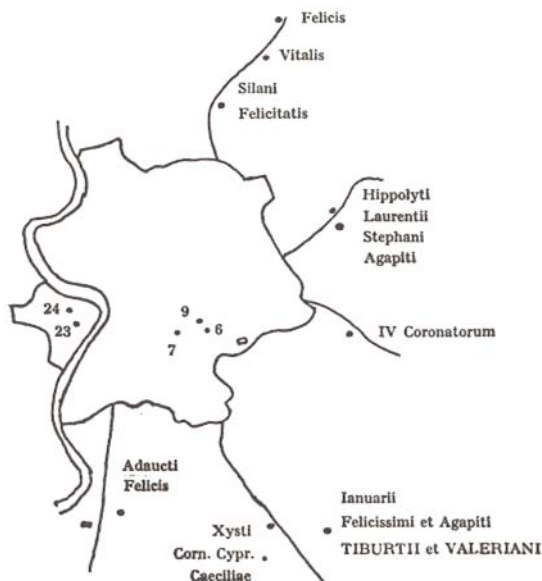 Felicis
Vitalis
Silani
Felicitatis
Hippolyti
Laurentii
Stephani
Agapiti
24
23
9
6
7
IV Coronatorum
Adaucti
Felicis
Xysti
Corn. Cypr.
Caeciliae
Ianuarii
Felicissimi et Agapiti
TIBURTII et VALERIANI